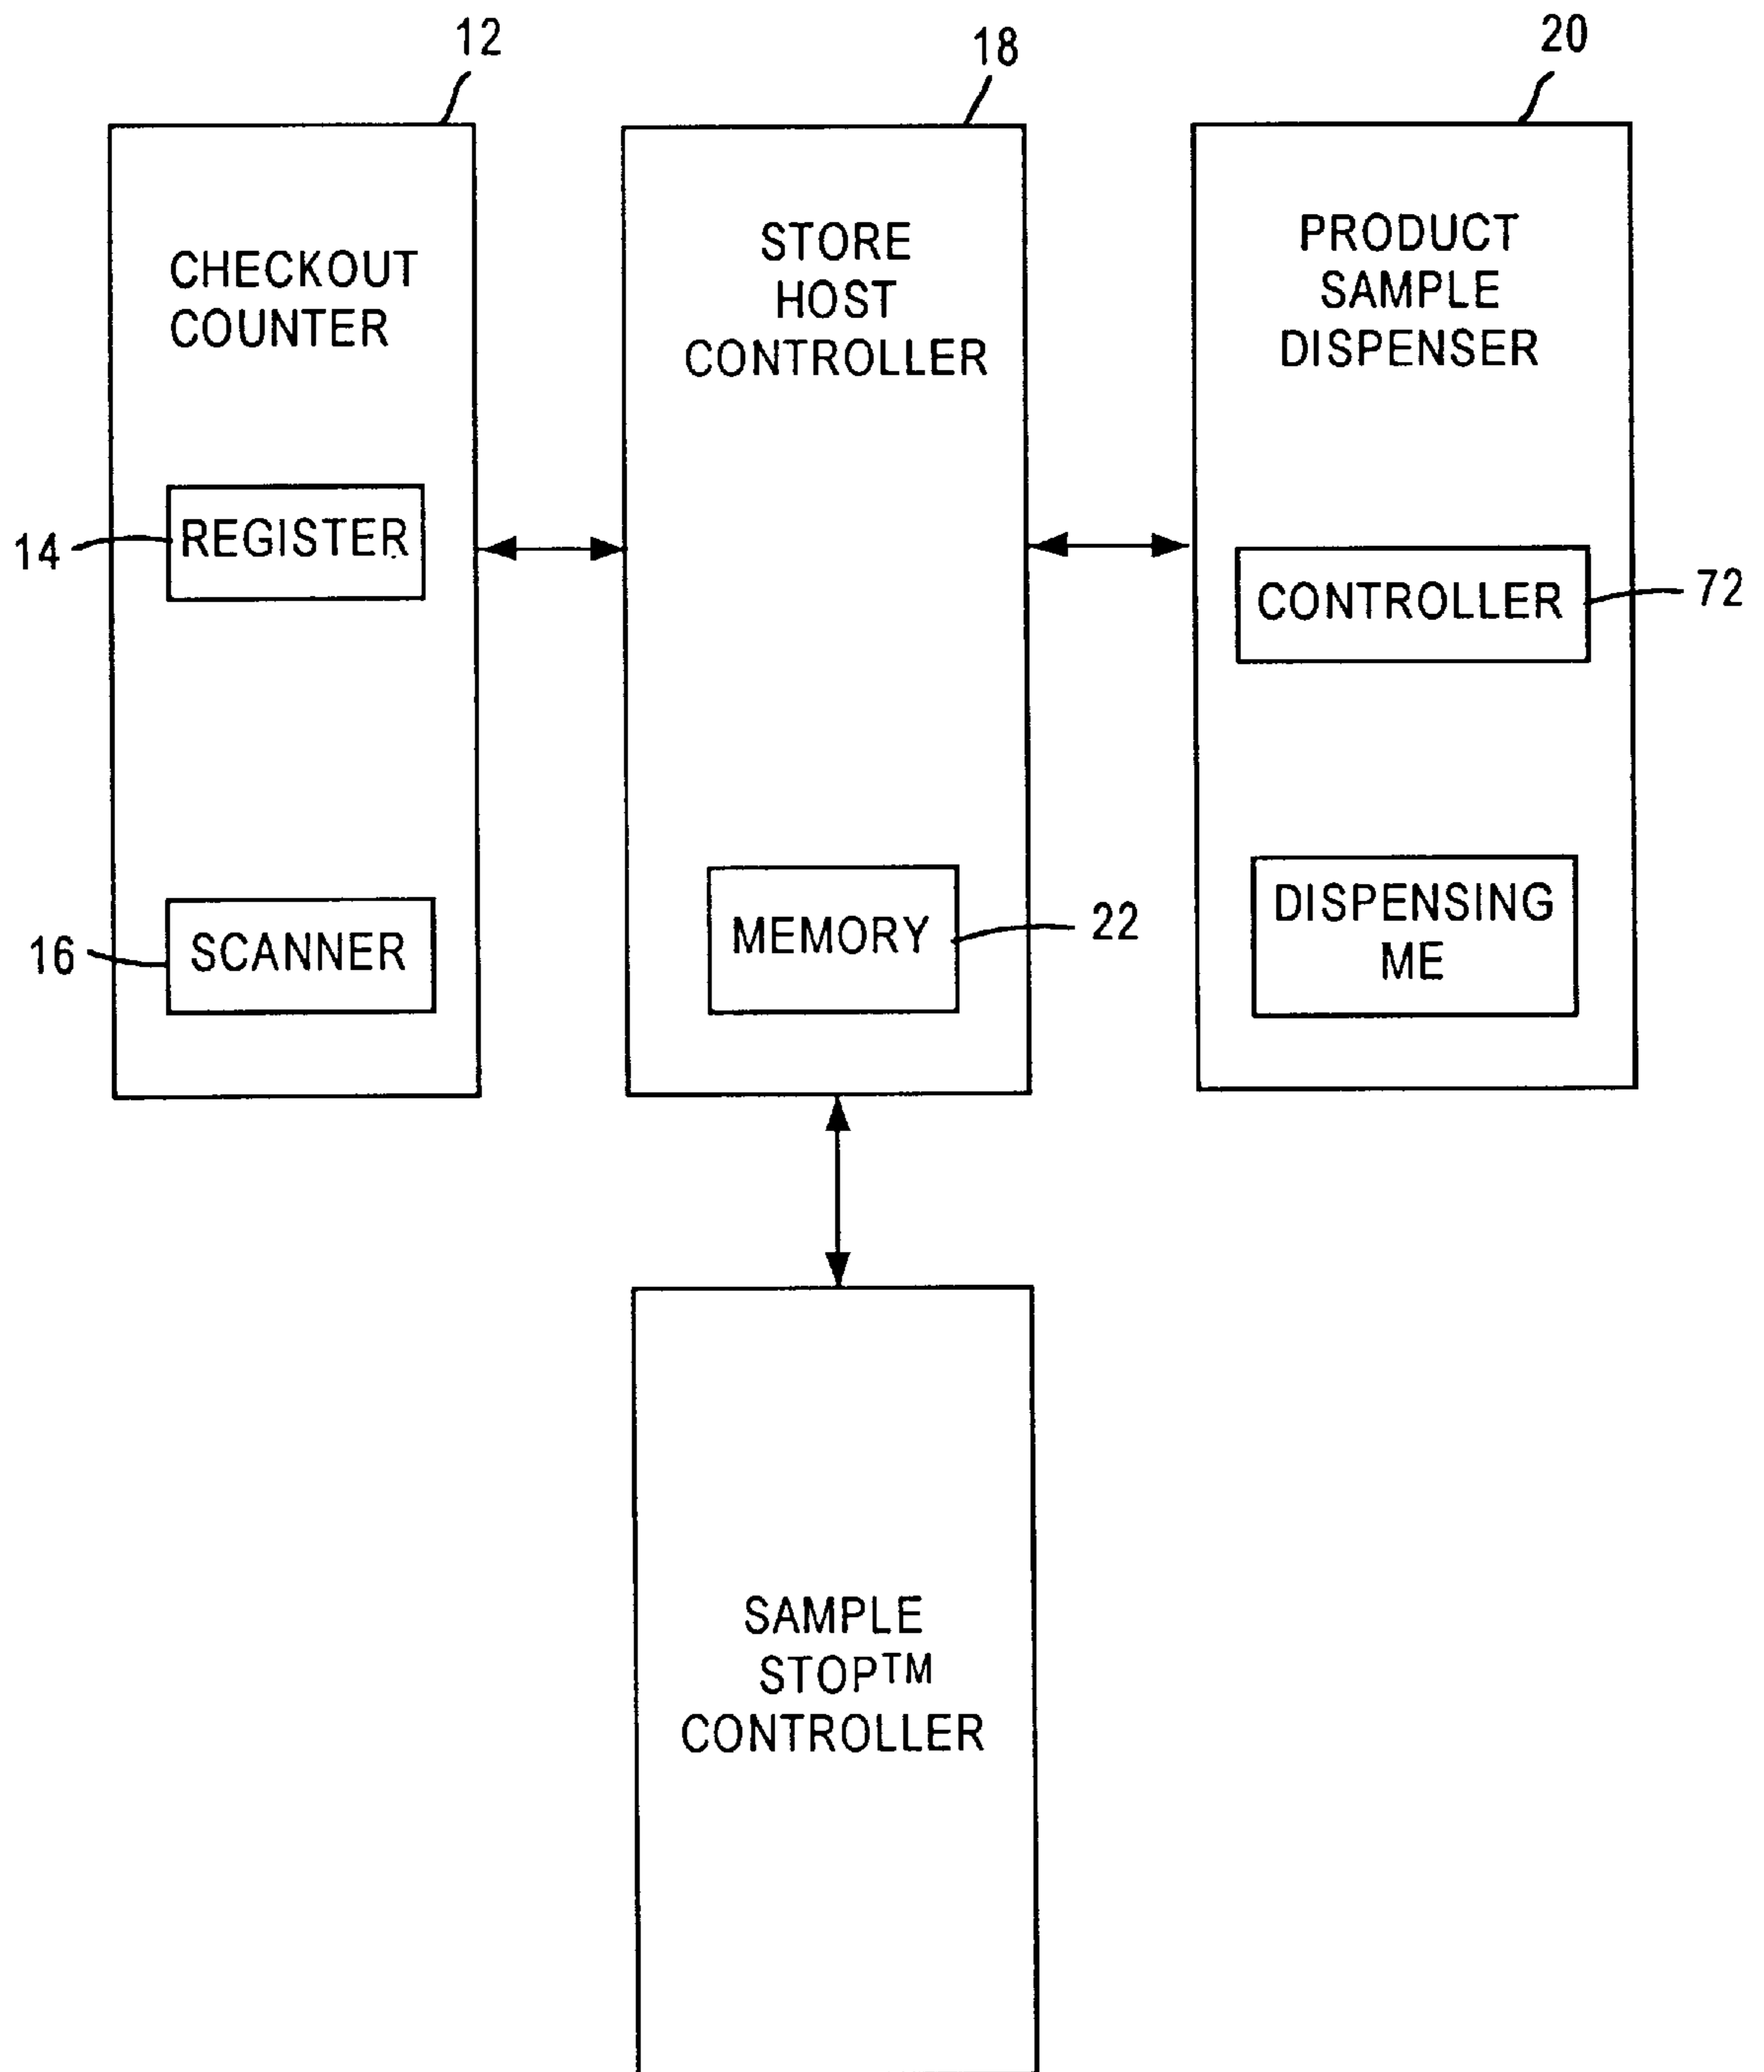 12
18
20
CHECKOUT
COUNTER
STORE
HOST
CONTROLLER
PRODUCT
SAMPLE
DISPENSER
14
REGISTER
CONTROLLER
72
16
SCANNER
MEMORY
22
DISPENSING
ME
SAMPLE
STOP™
CONTROLLER